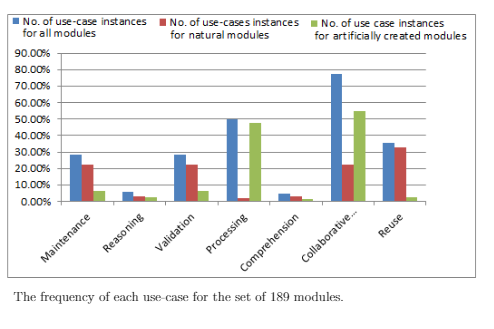 No. of use-case instances for all modules
No. of use-cases instances for natural modules
No. of use case instances for artificially created modules
90.00%
80.00%
70.00%
60.00%
50.00%
40.00%
30.00%
20.00%
10.00%
0.00%
Maintenance
Reasoning
Validation
Processing
Comprehension
Collaborative...
Reuse
The frequency of each use-case for the set of 189 modules.